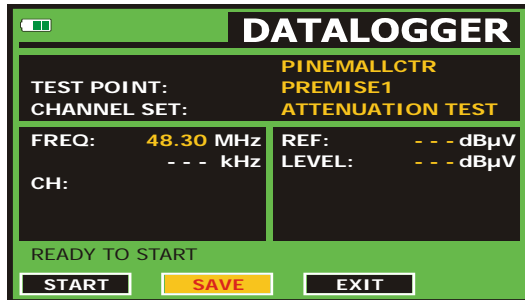 DATALOGGER
PINEMALLCTR
TEST POINT: PREMISE1
CHANNEL SET: ATTENUATION TEST
FREQ: 48.30 MHz
- - - kHz
CH:
REF: - - - dBµV
LEVEL: - - - dBµV
READY TO START
START SAVE EXIT